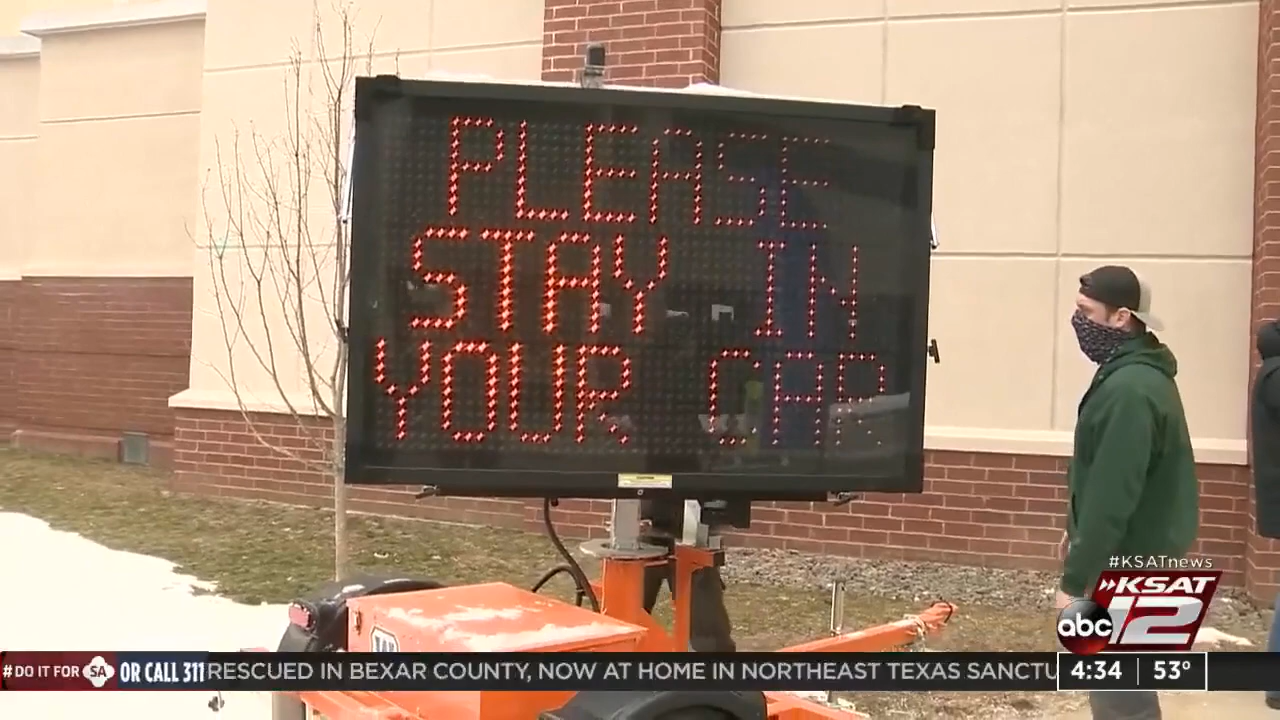 PLEASE
STAY IN
YOUR CAR
#KSATnews
KSAT
abc 12
#DO IT FOR SA OR CALL 311 RESCUED IN BEXAR COUNTY, NOW AT HOME IN NORTHEAST TEXAS SANCTU
4:34 53°